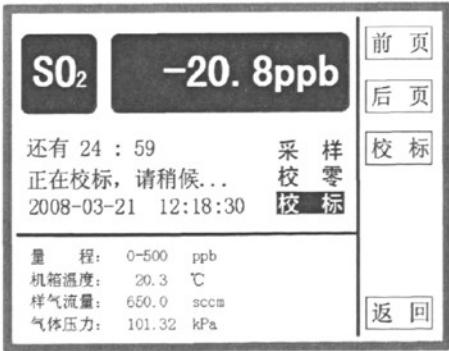 SO₂ -20.8ppb
还有 24 : 59
正在校标，请稍候...
2008-03-21 12:18:30
采 样
校 零
校 标
量 程: 0-500 ppb
机箱温度: 20.3 ℃
样气流量: 650.0 sccm
气体压力: 101.32 kPa
前 页
后 页
校 标
返 回